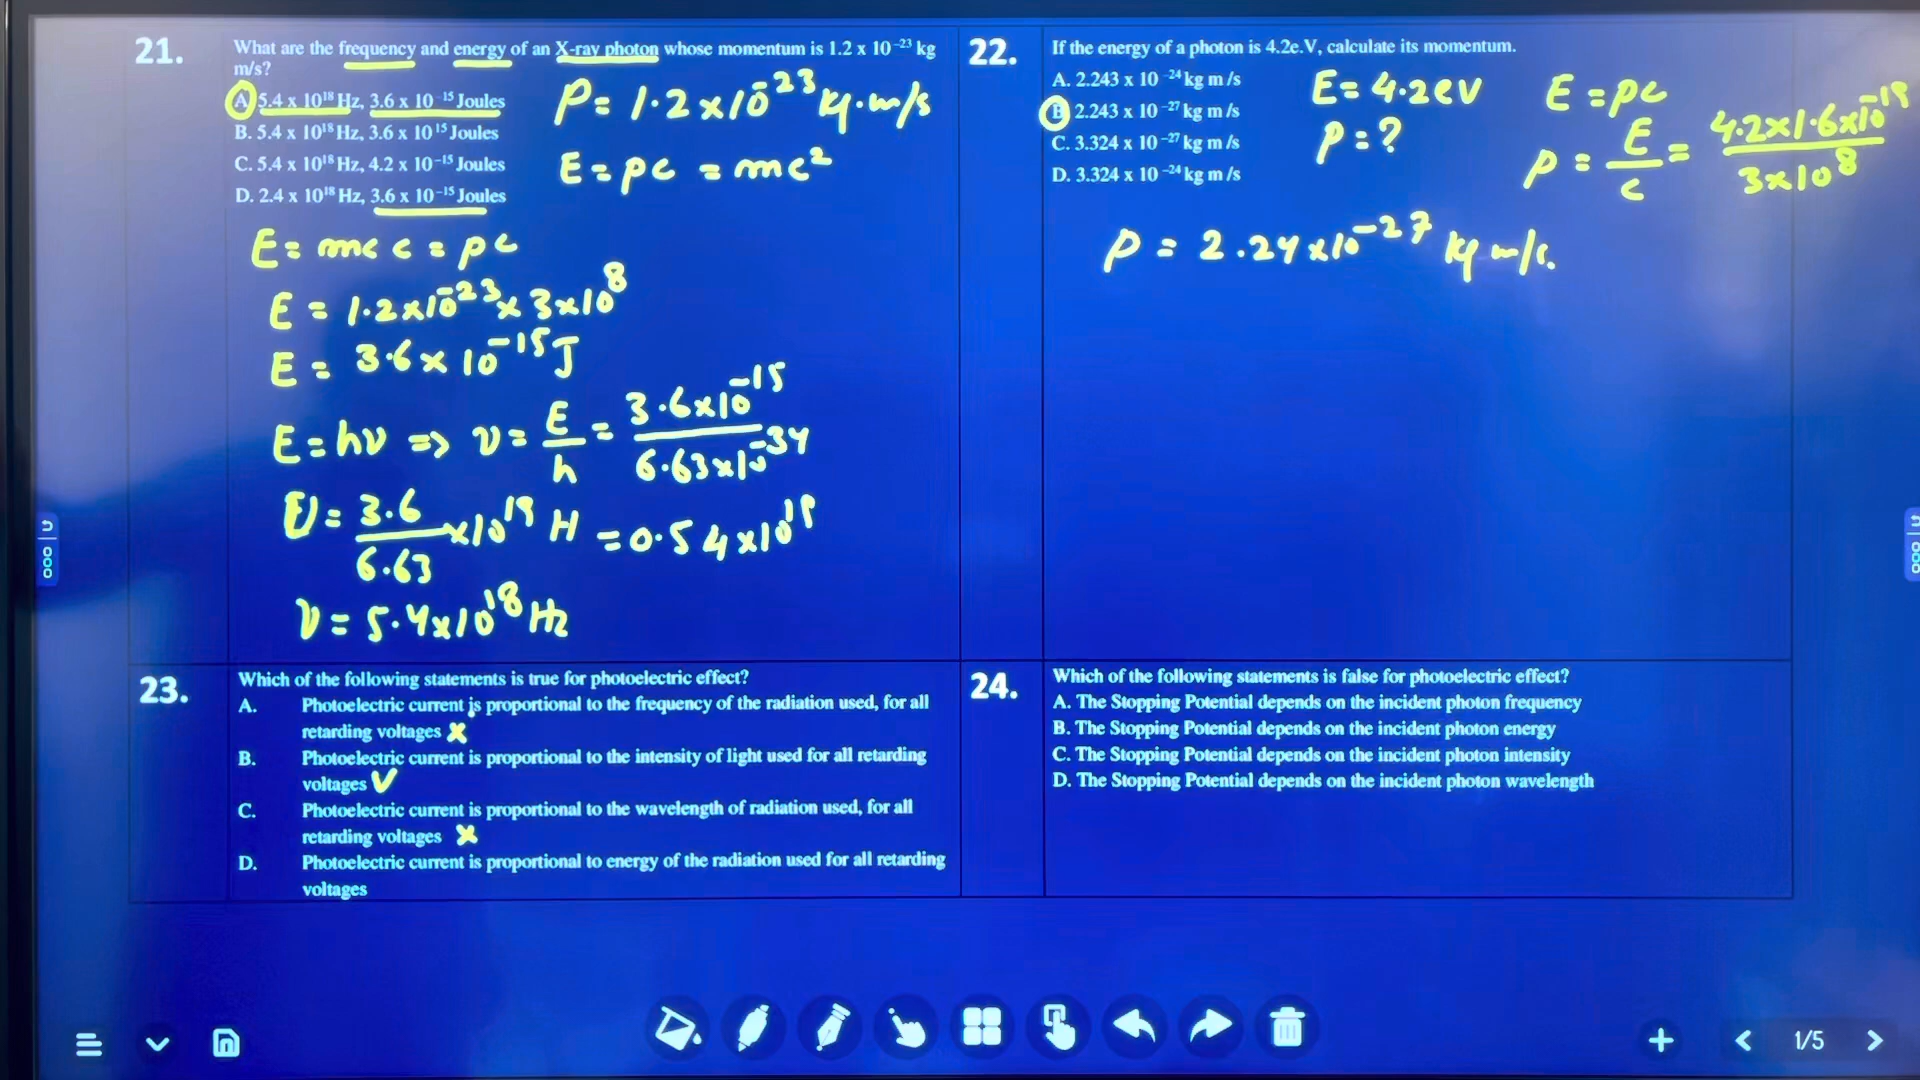 21.
What are the frequency and energy of an X-ray photon whose momentum is 1.2 x 10⁻²³ kg
m/s?
A. 5.4 x 10¹⁸ Hz, 3.6 x 10⁻¹⁵ Joules
B. 5.4 x 10¹⁸ Hz, 3.6 x 10¹⁵ Joules
C. 5.4 x 10¹⁸ Hz, 4.2 x 10⁻¹⁵ Joules
D. 2.4 x 10¹⁸ Hz, 3.6 x 10⁻¹⁵ Joules
P = 1.2 x 10⁻²³ kg.m/s
E = pc = mc²
E = mc c = pc
E = 1.2 x 10⁻²³ x 3 x 10⁸
E = 3.6 x 10⁻¹⁵ J
E = hν => ν = E/h = 3.6x10⁻¹⁵/6.63x10⁻³⁴
ν = 3.6/6.63 x10¹⁹ H = 0.54x10¹⁹
ν = 5.4x10¹⁸ Hz
22.
If the energy of a photon is 4.2e.V, calculate its momentum.
A. 2.243 x 10⁻²⁴ kg m/s
B. 2.243 x 10⁻²⁷ kg m/s
C. 3.324 x 10⁻²⁷ kg m/s
D. 3.324 x 10⁻²⁴ kg m/s
E = 4.2eV
P = ?
E = pc
P = E/c = 4.2x1.6x10⁻¹⁹/3x10⁸
P = 2.24x10⁻²⁷ kg m/s.
23.
Which of the following statements is true for photoelectric effect?
A. Photoelectric current is proportional to the frequency of the radiation used, for all
retarding voltages x
B. Photoelectric current is proportional to the intensity of light used for all retarding
voltages ✓
C. Photoelectric current is proportional to the wavelength of radiation used, for all
retarding voltages x
D. Photoelectric current is proportional to energy of the radiation used for all retarding
voltages
24.
Which of the following statements is false for photoelectric effect?
A. The Stopping Potential depends on the incident photon frequency
B. The Stopping Potential depends on the incident photon energy
C. The Stopping Potential depends on the incident photon intensity
D. The Stopping Potential depends on the incident photon wavelength
1/5